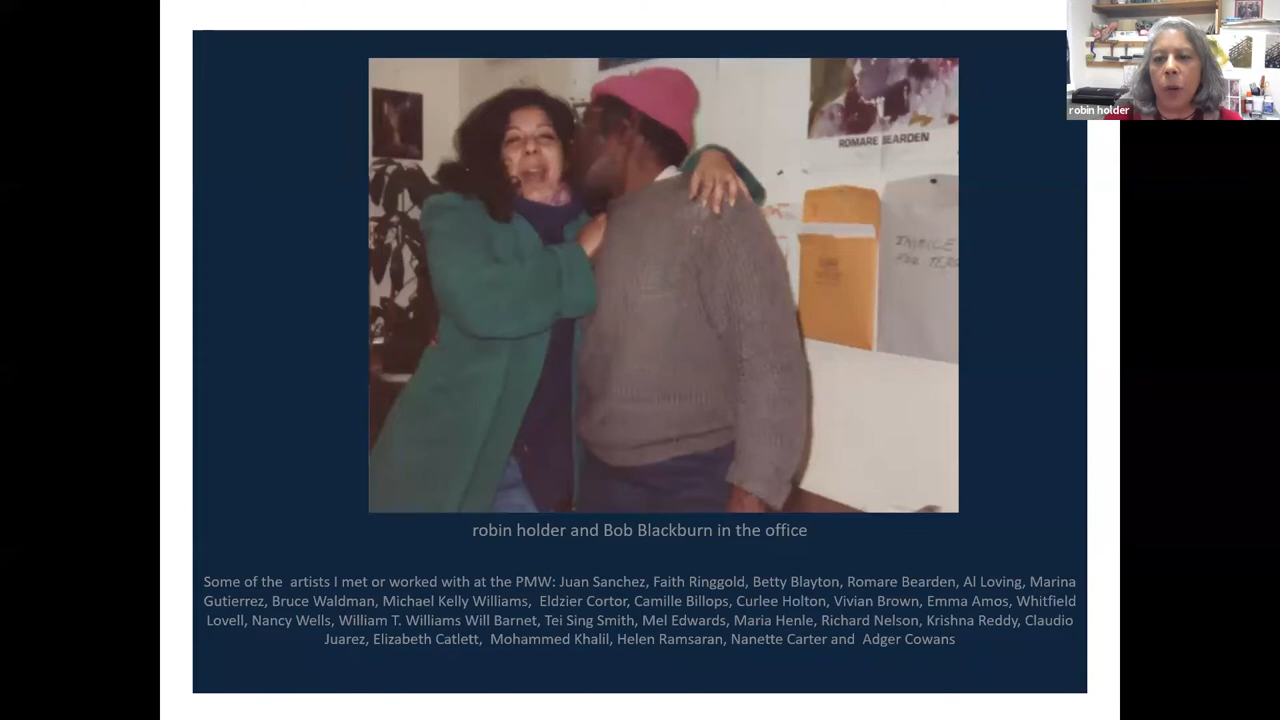 robin holder
ROMARE BEARDEN
INVOICE
FOR
robin holder and Bob Blackburn in the office
Some of the artists I met or worked with at the PMW: Juan Sanchez, Faith Ringgold, Betty Blayton, Romare Bearden, Al Loving, Marina
Gutierrez, Bruce Waldman, Michael Kelly Williams, Eldzier Cortor, Camille Billops, Curlee Holton, Vivian Brown, Emma Amos, Whitfield
Lovell, Nancy Wells, William T. Williams Will Barnet, Tei Sing Smith, Mel Edwards, Maria Henle, Richard Nelson, Krishna Reddy, Claudio
Juarez, Elizabeth Catlett, Mohammed Khalil, Helen Ramsaran, Nanette Carter and Adger Cowans